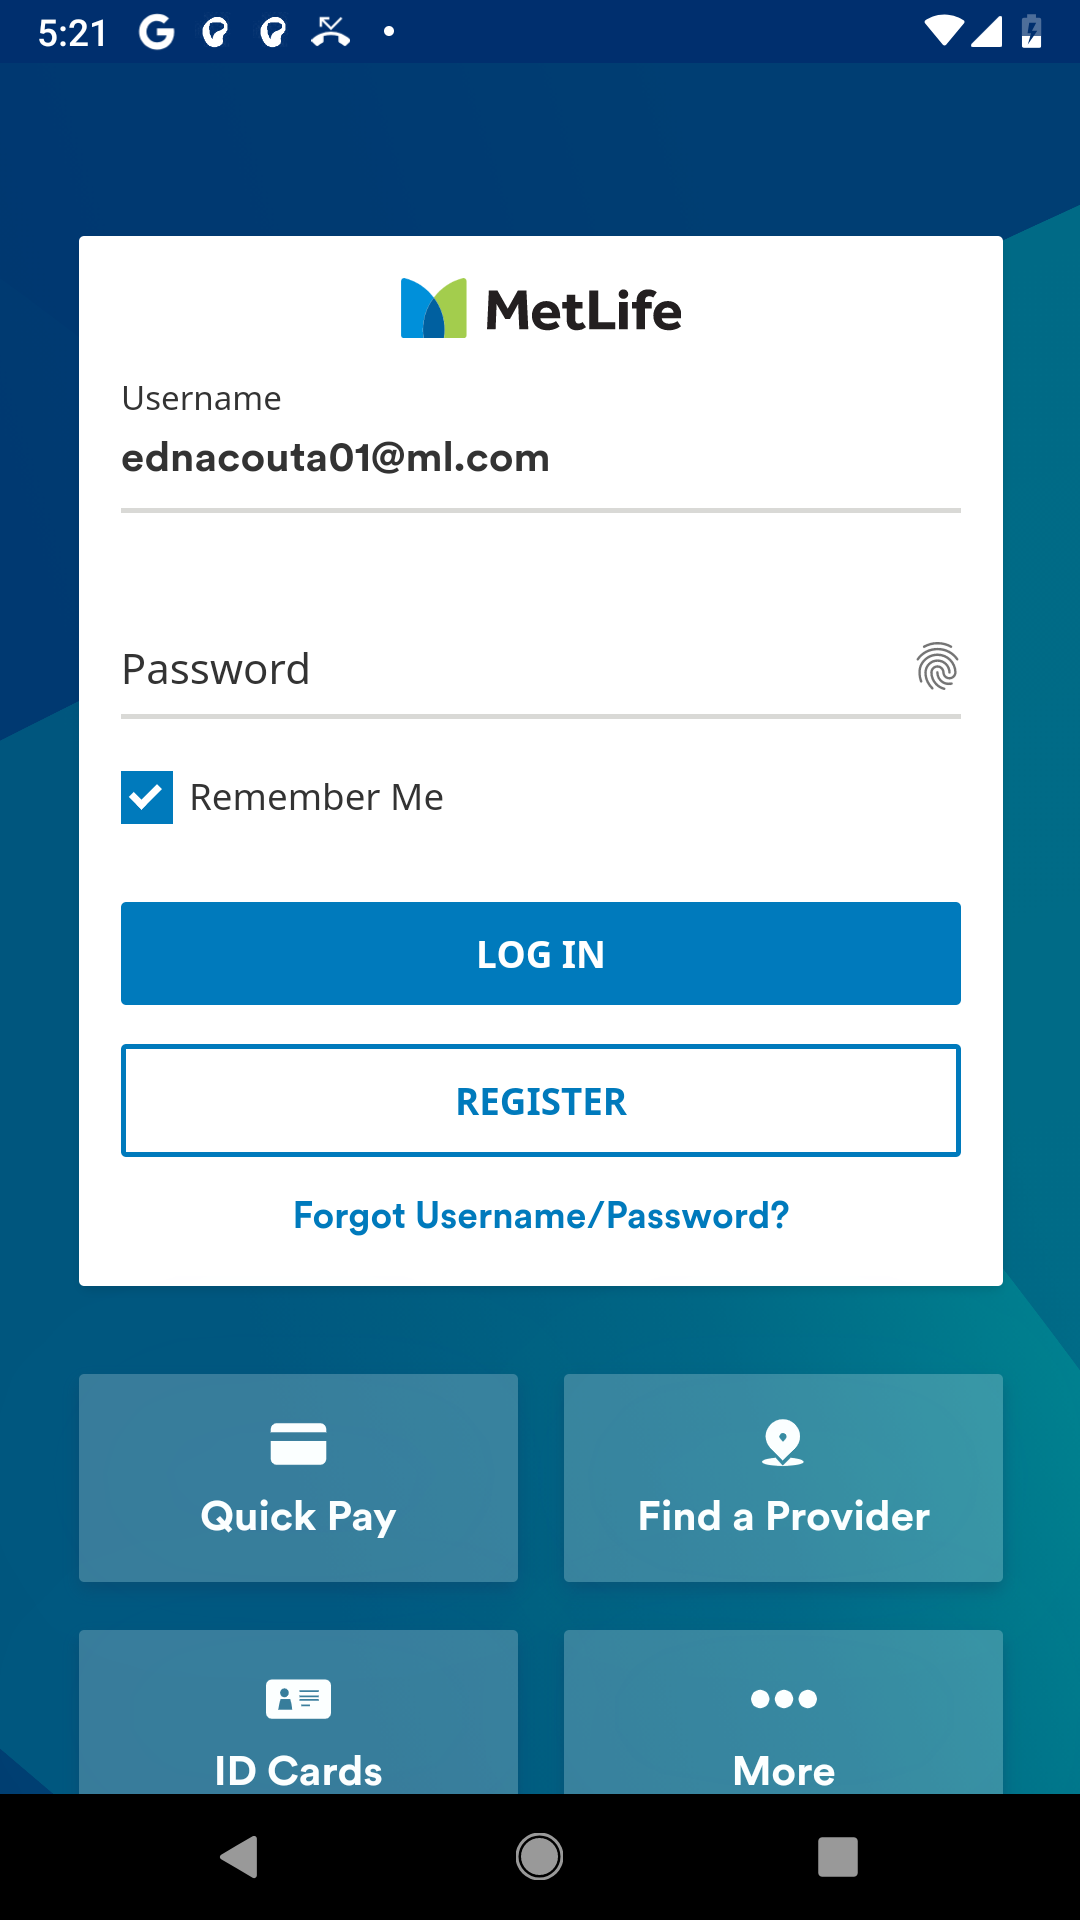 5:21
MetLife
Username
ednacouta01@ml.com
Password
Remember Me
LOG IN
REGISTER
Forgot Username/Password?
Quick Pay
Find a Provider
ID Cards
More